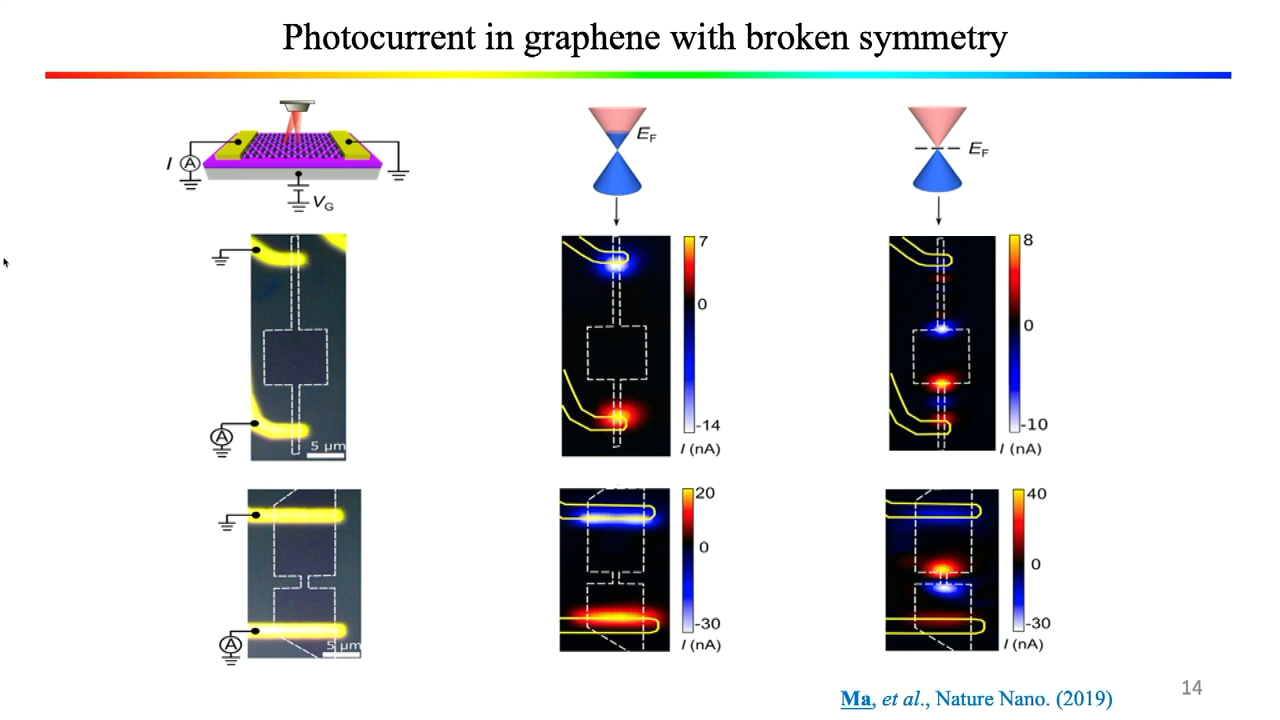 Photocurrent in graphene with broken symmetry
I
A
V_G
E_F
E_F
A
5 µm
7
0
-14
I (nA)
8
0
-10
I (nA)
A
5 µm
20
0
-30
I (nA)
40
0
-30
I (nA)
Ma, et al., Nature Nano. (2019)
14